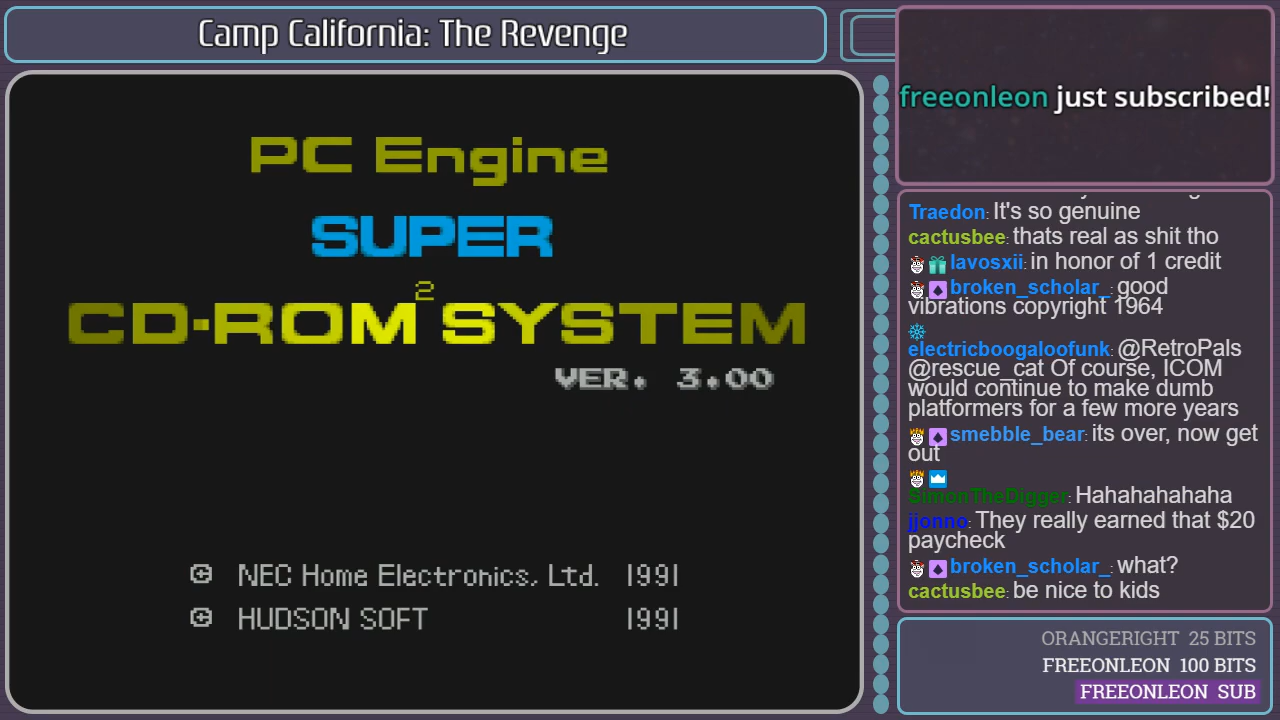 Camp California: The Revenge
PC Engine
SUPER
CD·ROM² SYSTEM
VER. 3.00
© NEC Home Electronics, Ltd. 1991
© HUDSON SOFT 1991
freeonleon just subscribed!
Traedon: It's so genuine
cactusbee: thats real as shit tho
lavosxii: in honor of 1 credit
broken_scholar_: good
vibrations copyright 1964
electricboogaloofunk: @RetroPals
@rescue_cat Of course, ICOM
would continue to make dumb
platformers for a few more years
smebble_bear: its over, now get
out
SimonTheDigger: Hahahahahaha
jjonno: They really earned that $20
paycheck
broken_scholar_: what?
cactusbee: be nice to kids
ORANGERIGHT 25 BITS
FREEONLEON 100 BITS
FREEONLEON SUB